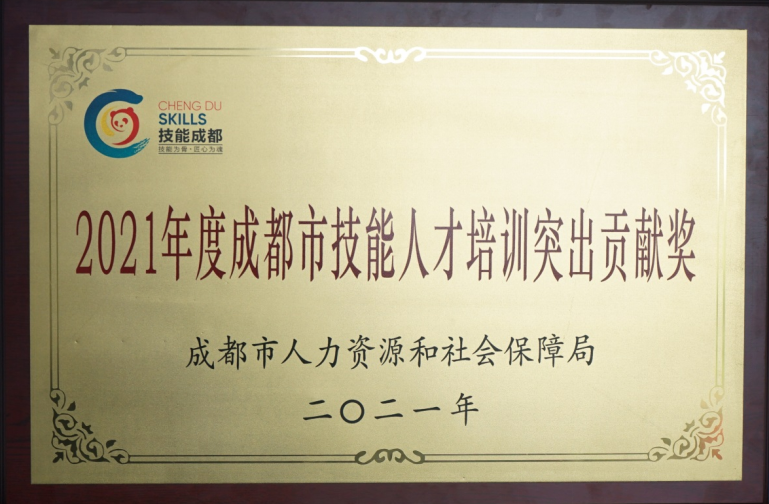 CHENG DU
SKILLS
技能成都
技能为尊·匠心为魂
2021年度成都市技能人才培训突出贡献奖
成都市人力资源和社会保障局
二〇二一年